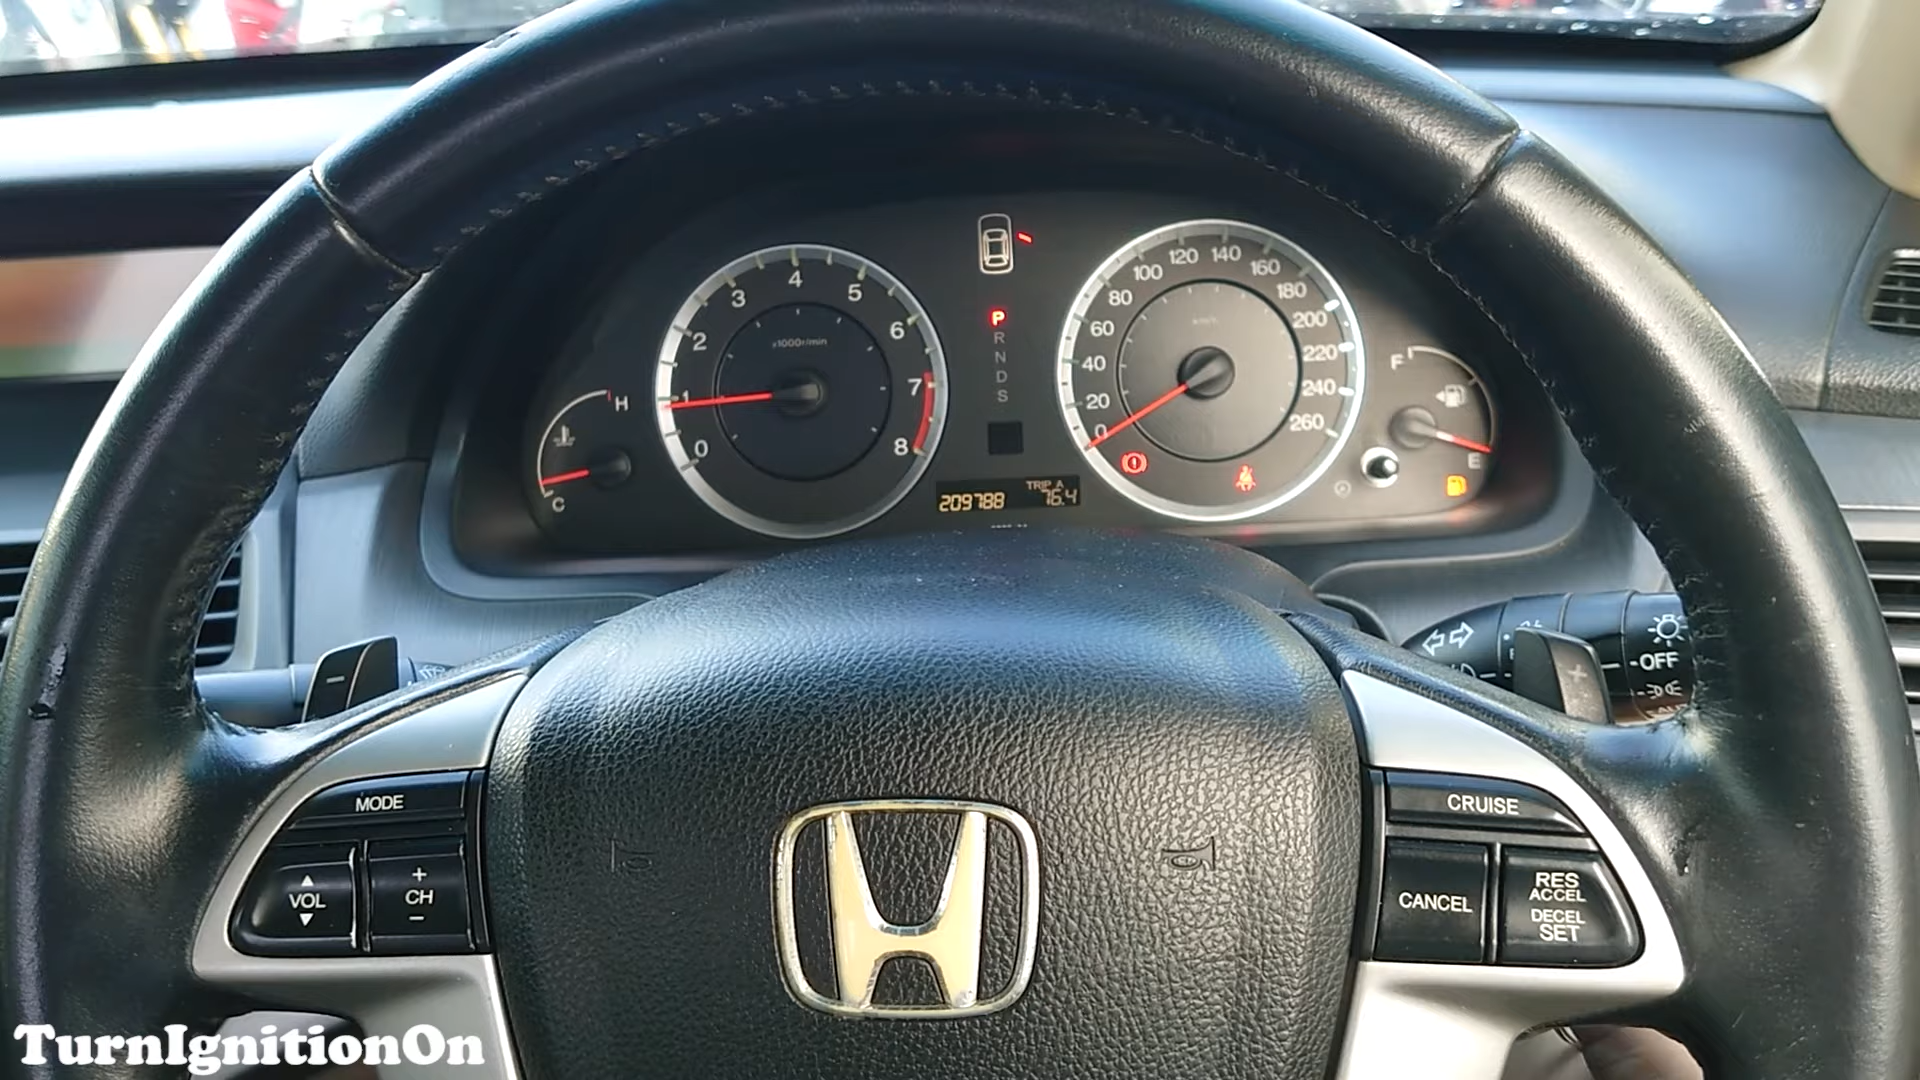 4
3
5
2
6
x1000r/min
1
7
0
8
H
C
P
R
N
D
S
209788
TRIP A
76.4
120
140
100
160
80
180
60
200
40
220
20
240
0
260
km/h
F
E
OFF
MODE
VOL
+
CH
−
−
+
CRUISE
CANCEL
RES
ACCEL
DECEL
SET
TurnIgnitionOn